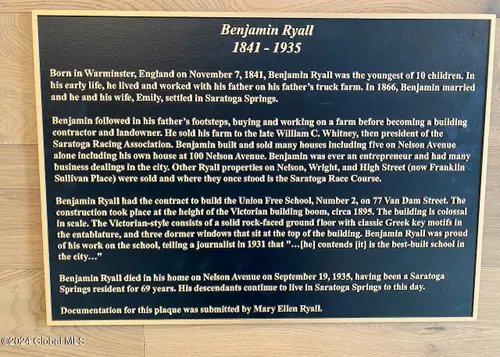 Benjamin Ryall
1841 - 1935
Born in Warminster, England on November 7, 1841, Benjamin Ryall was the youngest of 10 children. In
his early life, he lived and worked with his father on his father's truck farm. In 1866, Benjamin married
and he and his wife, Emily, settled in Saratoga Springs.
Benjamin followed in his father's footsteps, buying and working on a farm before becoming a building
contractor and landowner. He sold his farm to the late William C. Whitney, then president of the
Saratoga Racing Association. Benjamin built and sold many houses including five on Nelson Avenue
alone including his own house at 100 Nelson Avenue. Benjamin was ever an entrepreneur and had many
business dealings in the city. Other Ryall properties on Nelson, Wright, and High Street (now Franklin
Sullivan Place) were sold and where they once stood is the Saratoga Race Course.
Benjamin Ryall had the contract to build the Union Free School, Number 2, on 77 Van Dam Street. The
construction took place at the height of the Victorian building boom, circa 1895. The building is colossal
in scale. The Victorian-style consists of a solid rock-faced ground floor with classic Greek key motifs in
the entablature, and three dormer windows that sit at the top of the building. Benjamin Ryall was proud
of his work on the school, telling a journalist in 1931 that "...[he] contends [it] is the best-built school in
the city..."
Benjamin Ryall died in his home on Nelson Avenue on September 19, 1935, having been a Saratoga
Springs resident for 69 years. His descendants continue to live in Saratoga Springs to this day.
Documentation for this plaque was submitted by Mary Ellen Ryall.
©2024 Global MLS